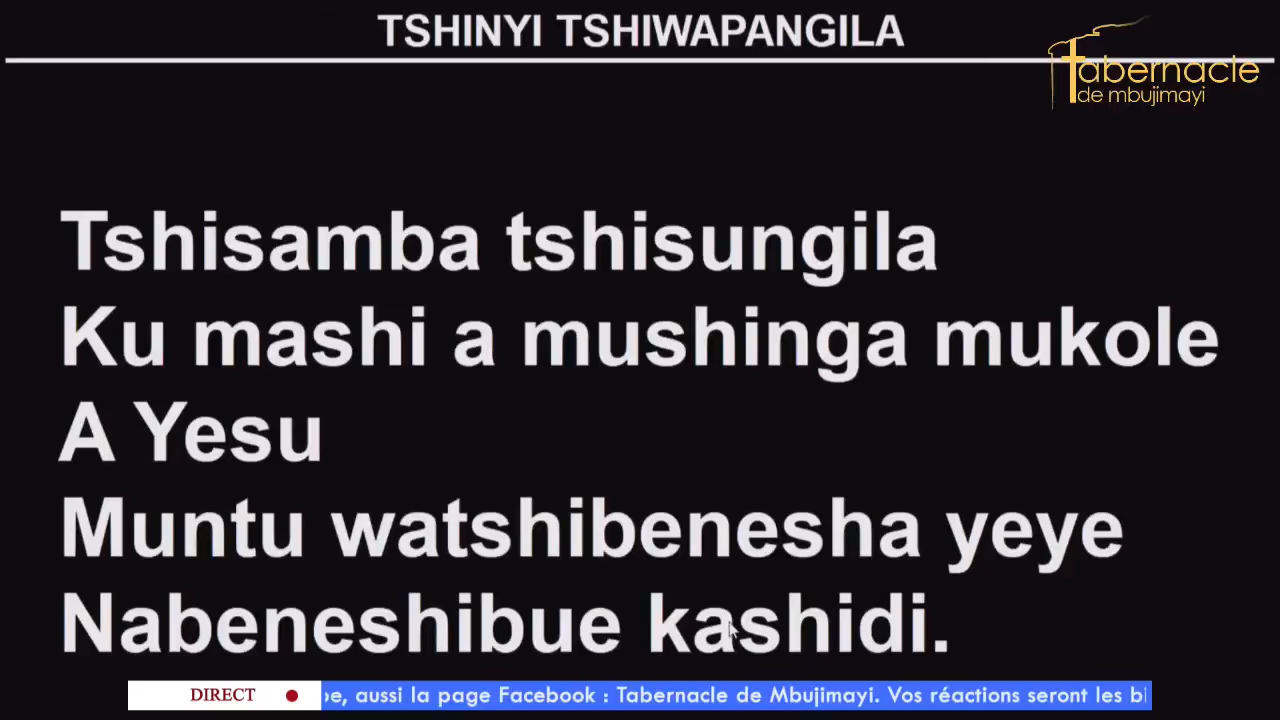 TSHINYI TSHIWAPANGILA
Tabernacle
de mbujimayi
Tshisamba tshisungila
Ku mashi a mushinga mukole
A Yesu
Muntu watshibenesha yeye
Nabeneshibue kashidi.
DIRECT
aussi la page Facebook : Tabernacle de Mbujimayi. Vos réactions seront les bi